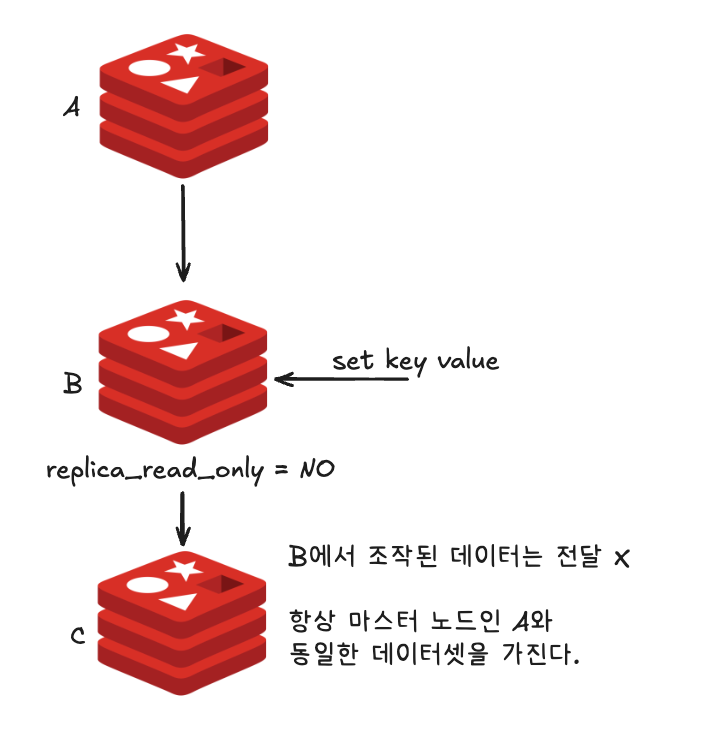 A
B
set key value
replica_read_only = NO
B에서 조작된 데이터는 전달 X
항상 마스터 노드인 A와
동일한 데이터셋을 가진다.
C